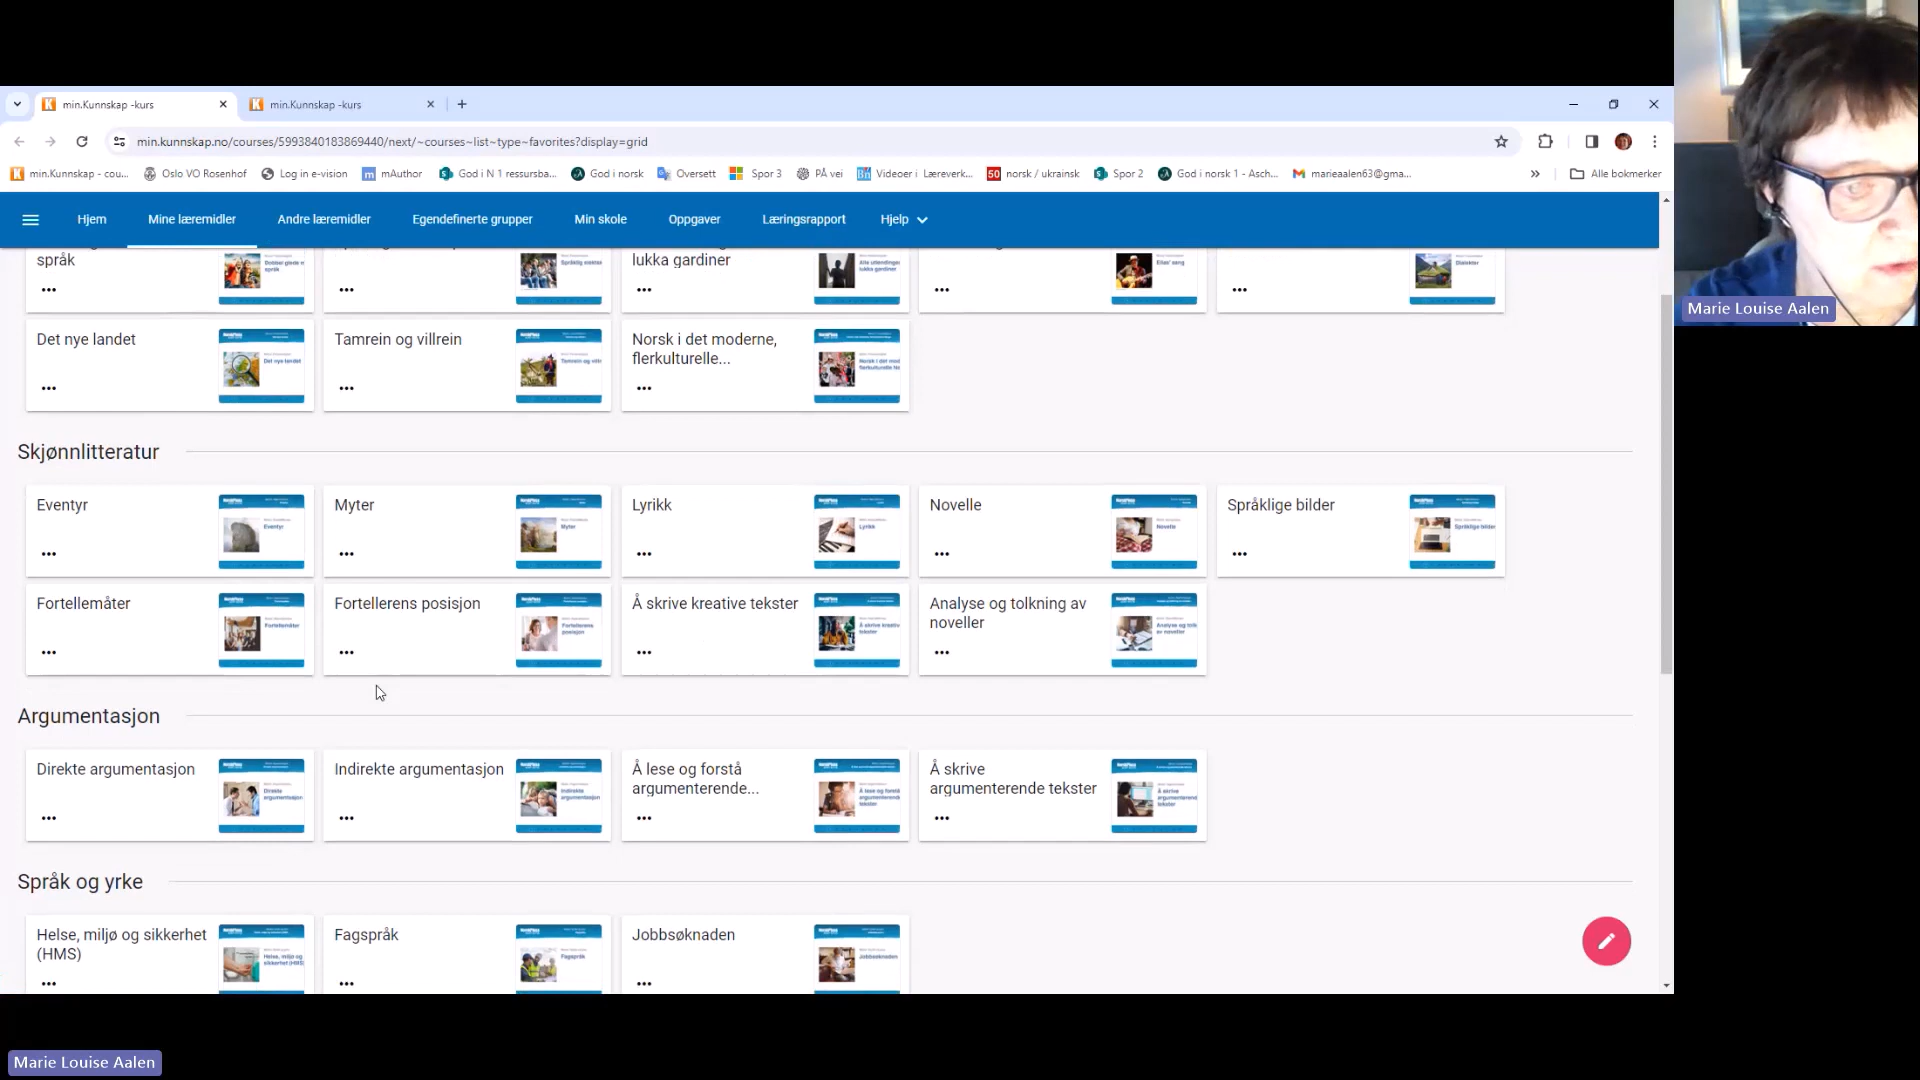 min.Kunnskap -kurs
min.Kunnskap -kurs
min.kunnskap.no/courses/5993840183869440/next/~courses~list~type~favorites?display=grid
min.Kunnskap - cou...
Oslo VO Rosenhof
Log in e-vision
mAuthor
God i N 1 ressursba...
God i norsk
Oversett
Spor 3
PÅ vei
Videoer i Læreverk...
norsk / ukrainsk
Spor 2
God i norsk 1 - Asch...
marieaalen63@gma...
Alle bokmerker
Hjem
Mine læremidler
Andre læremidler
Egendefinerte grupper
Min skole
Oppgaver
Læringsrapport
Hjelp
Marie Louise Aalen
språk
lukka gardiner
Det nye landet
Tamrein og villrein
Norsk i det moderne,
flerkulturelle...
Skjønnlitteratur
Eventyr
Myter
Lyrikk
Novelle
Språklige bilder
Fortellemåter
Fortellerens posisjon
Å skrive kreative tekster
Analyse og tolkning av
noveller
Argumentasjon
Direkte argumentasjon
Indirekte argumentasjon
Å lese og forstå
argumenterende...
Å skrive
argumenterende tekster
Språk og yrke
Helse, miljø og sikkerhet
(HMS)
Fagspråk
Jobbsøknaden
Marie Louise Aalen